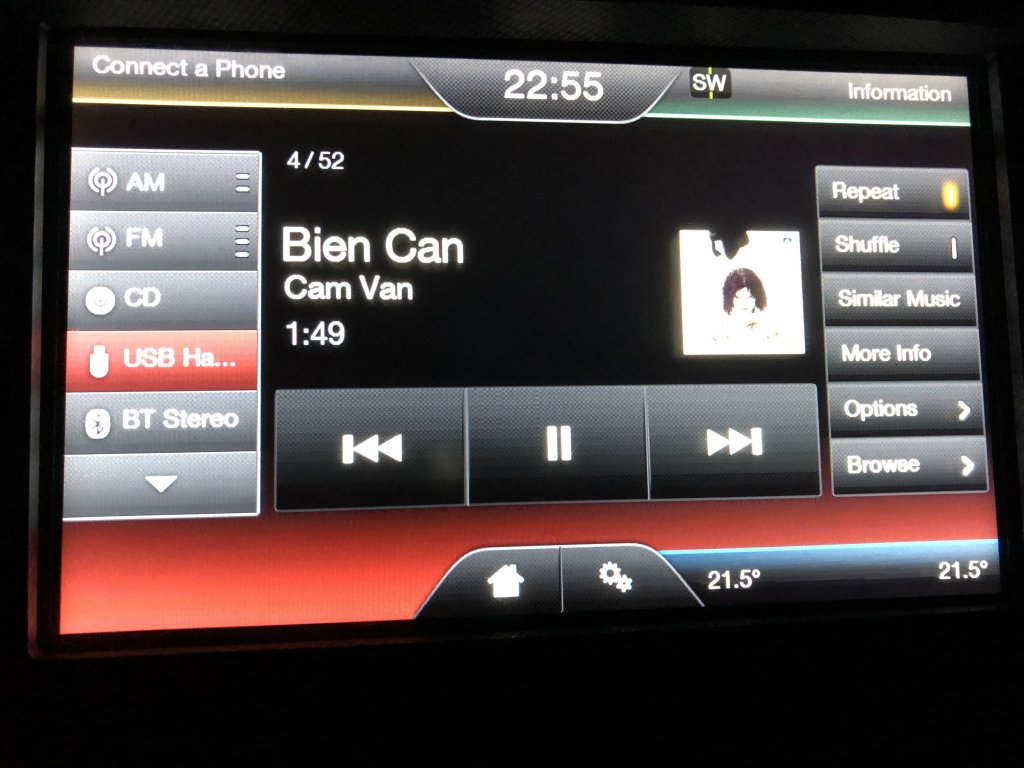 Connect a Phone
22:55
SW
Information
4/52
AM
FM
CD
USB Ha...
BT Stereo
Bien Can
Cam Van
1:49
Repeat
Shuffle
Similar Music
More Info
Options
Browse
21.5°
21.5°